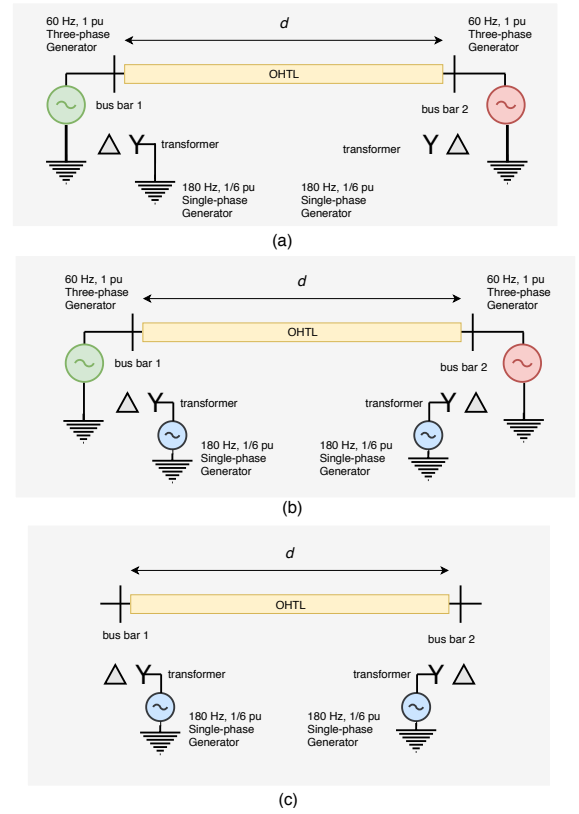 60 Hz, 1 pu
Three-phase
Generator
d
60 Hz, 1 pu
Three-phase
Generator
OHTL
bus bar 1
bus bar 2
transformer
transformer
180 Hz, 1/6 pu
Single-phase
Generator
180 Hz, 1/6 pu
Single-phase
Generator
(a)
60 Hz, 1 pu
Three-phase
Generator
d
60 Hz, 1 pu
Three-phase
Generator
OHTL
bus bar 1
bus bar 2
transformer
transformer
180 Hz, 1/6 pu
Single-phase
Generator
180 Hz, 1/6 pu
Single-phase
Generator
(b)
d
OHTL
bus bar 1
bus bar 2
transformer
transformer
180 Hz, 1/6 pu
Single-phase
Generator
180 Hz, 1/6 pu
Single-phase
Generator
(c)